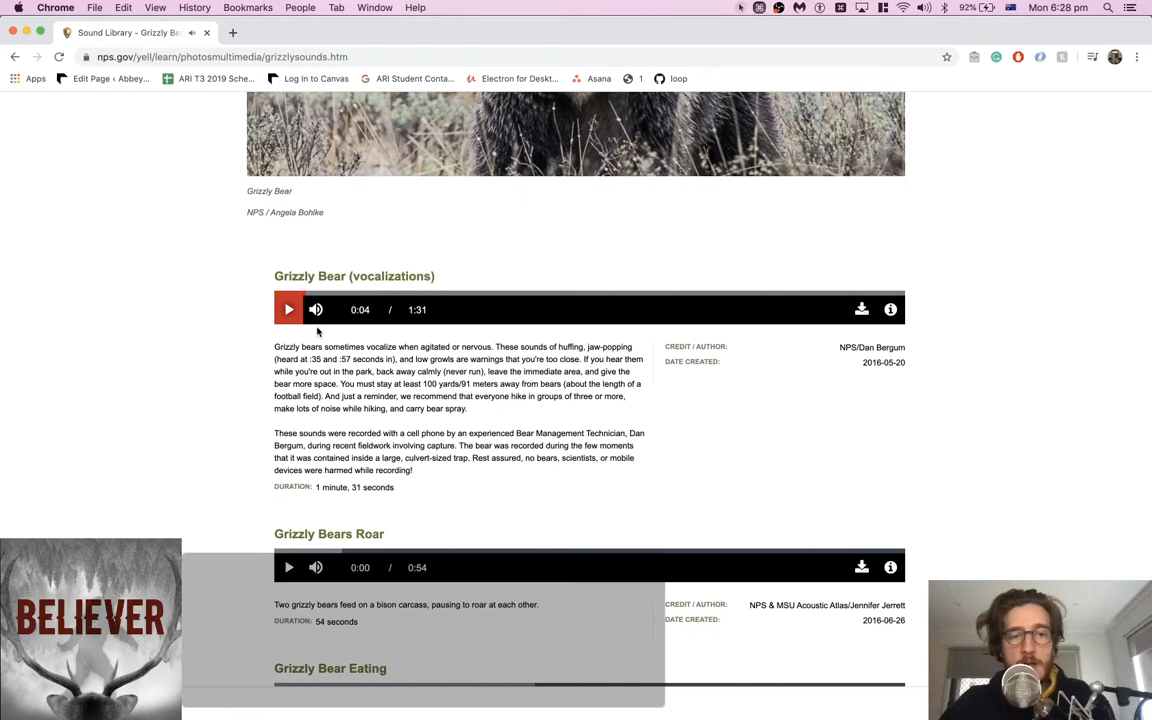 Chrome File Edit View History Bookmarks People Tab Window Help 92% Mon 6:28 pm
Sound Library - Grizzly Be
nps.gov/yell/learn/photosmultimedia/grizzlysounds.htm
Apps Edit Page ‹ Abbey... ARI T3 2019 Sche... Log In to Canvas ARI Student Conta... Electron for Deskt... Asana 1 loop
Grizzly Bear
NPS / Angela Bohlke
Grizzly Bear (vocalizations)
0:04 / 1:31
Grizzly bears sometimes vocalize when agitated or nervous. These sounds of huffing, jaw-popping
(heard at :35 and :57 seconds in), and low growls are warnings that you're too close. If you hear them
while you're out in the park, back away calmly (never run), leave the immediate area, and give the
bear more space. You must stay at least 100 yards/91 meters away from bears (about the length of a
football field). And just a reminder, we recommend that everyone hike in groups of three or more,
make lots of noise while hiking, and carry bear spray.
These sounds were recorded with a cell phone by an experienced Bear Management Technician, Dan
Bergum, during recent fieldwork involving capture. The bear was recorded during the few moments
that it was contained inside a large, culvert-sized trap. Rest assured, no bears, scientists, or mobile
devices were harmed while recording!
DURATION: 1 minute, 31 seconds
CREDIT / AUTHOR: NPS/Dan Bergum
DATE CREATED: 2016-05-20
Grizzly Bears Roar
0:00 / 0:54
Two grizzly bears feed on a bison carcass, pausing to roar at each other.
DURATION: 54 seconds
CREDIT / AUTHOR: NPS & MSU Acoustic Atlas/Jennifer Jerrett
DATE CREATED: 2016-06-26
Grizzly Bear Eating
BELIEVER